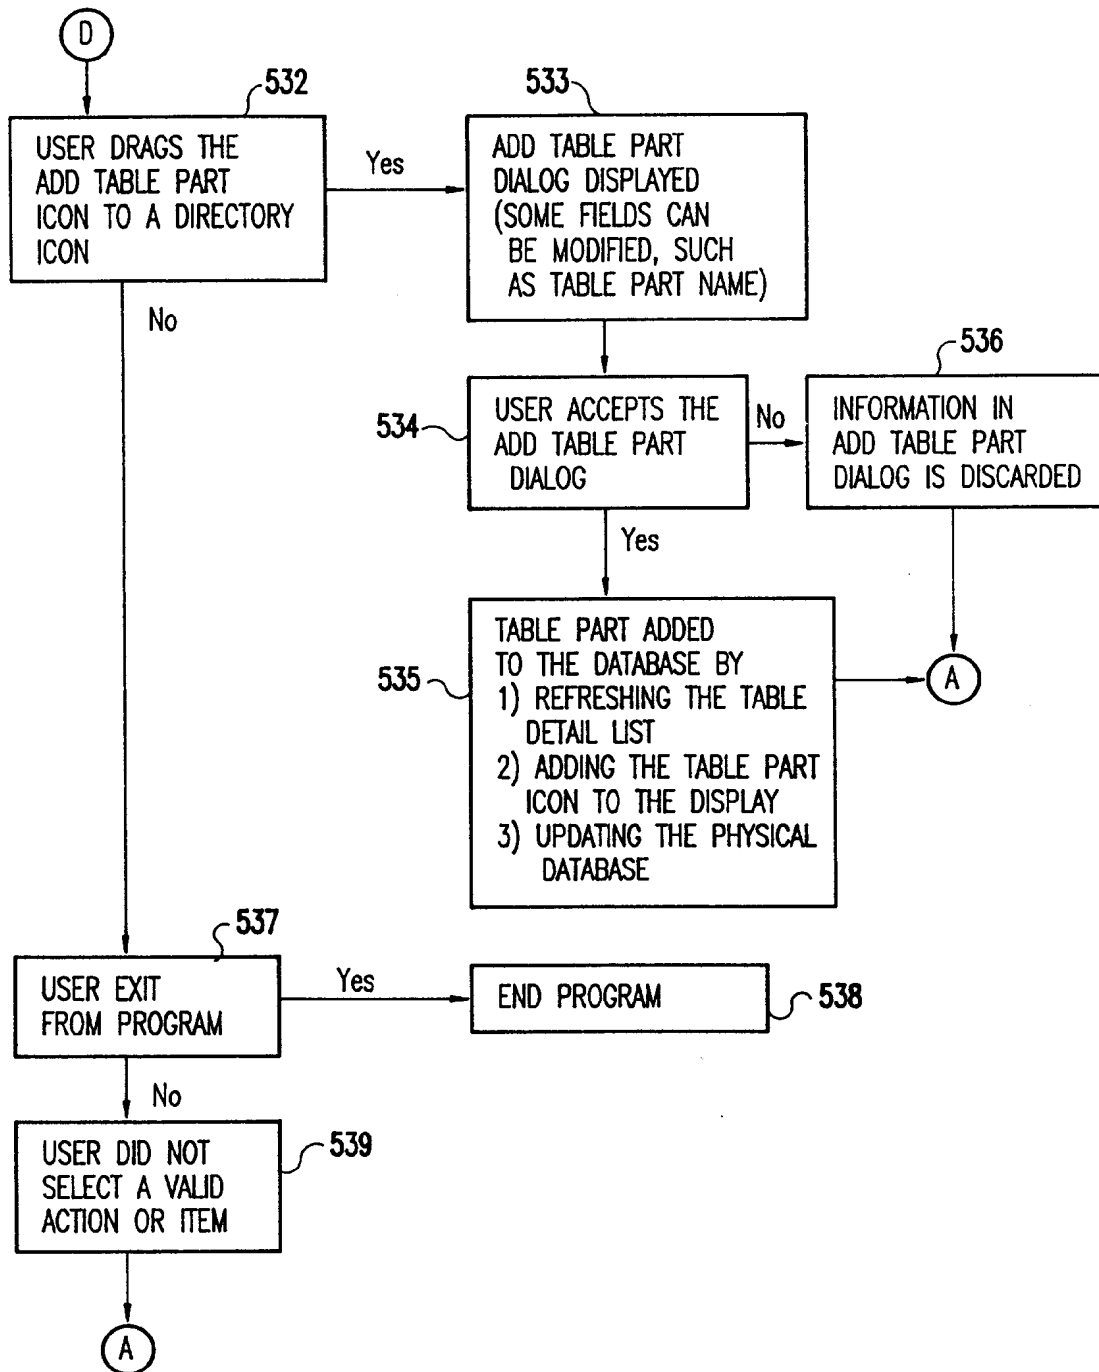 D
532
USER DRAGS THE
ADD TABLE PART
ICON TO A DIRECTORY
ICON
Yes
No
533
ADD TABLE PART
DIALOG DISPLAYED
(SOME FIELDS CAN
BE MODIFIED, SUCH
AS TABLE PART NAME)
534
USER ACCEPTS THE
ADD TABLE PART
DIALOG
No
Yes
536
INFORMATION IN
ADD TABLE PART
DIALOG IS DISCARDED
535
TABLE PART ADDED
TO THE DATABASE BY
1) REFRESHING THE TABLE
DETAIL LIST
2) ADDING THE TABLE PART
ICON TO THE DISPLAY
3) UPDATING THE PHYSICAL
DATABASE
A
537
USER EXIT
FROM PROGRAM
Yes
No
END PROGRAM
538
539
USER DID NOT
SELECT A VALID
ACTION OR ITEM
A